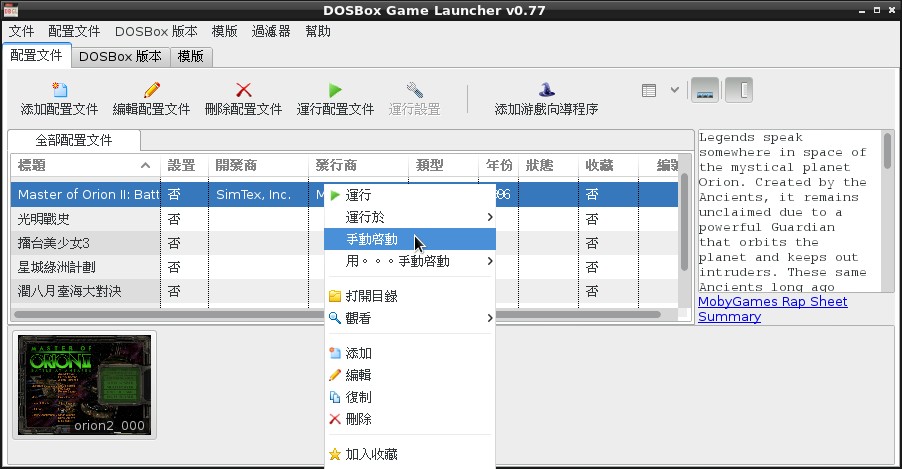 DOSBox Game Launcher v0.77
文件 配置文件 DOSBox 版本 模版 過濾器 幫助
配置文件 DOSBox 版本 模版
添加配置文件 編輯配置文件 刪除配置文件 運行配置文件 運行設置 添加游戲向導程序
全部配置文件
標題 設置 開發商 發行商 類型 年份 狀態 收藏 編
Master of Orion II: Batt 否 SimTex, Inc. M 96 否
光明戰史 否 否
擂台美少女3 否 否
星城綠洲計劃 否 否
潤八月臺海大對決 否 否
運行
運行於
手動啓動
用。。。手動啓動
打開目錄
觀看
添加
編輯
復制
刪除
加入收藏
Legends speak
somewhere in space of
the mystical planet
Orion. Created by the
Ancients, it remains
unclaimed due to a
powerful Guardian
that orbits the
planet and keeps out
intruders. These same
Ancients long ago
MobyGames Rap Sheet
Summary
MASTER OF
ORION II
orion2_000